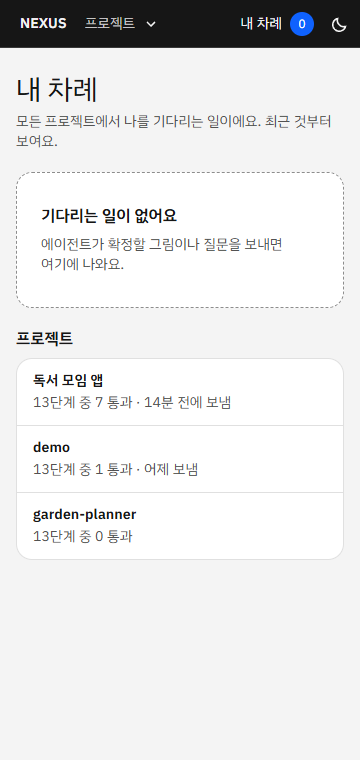 NEXUS 프로젝트 내 차례 0
내 차례
모든 프로젝트에서 나를 기다리는 일이에요. 최근 것부터
보여요.
기다리는 일이 없어요
에이전트가 확정할 그림이나 질문을 보내면
여기에 나와요.
프로젝트
독서 모임 앱
13단계 중 7 통과 · 14분 전에 보냄
demo
13단계 중 1 통과 · 어제 보냄
garden-planner
13단계 중 0 통과